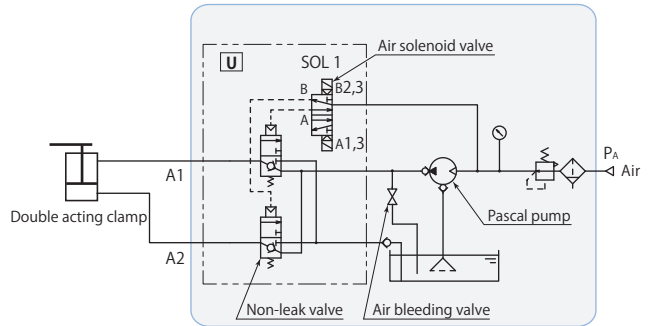 Air solenoid valve
U
SOL 1
B
B2,3
A
A1,3
PA
Air
A1
Double acting clamp
Pascal pump
A2
Non-leak valve
Air bleeding valve